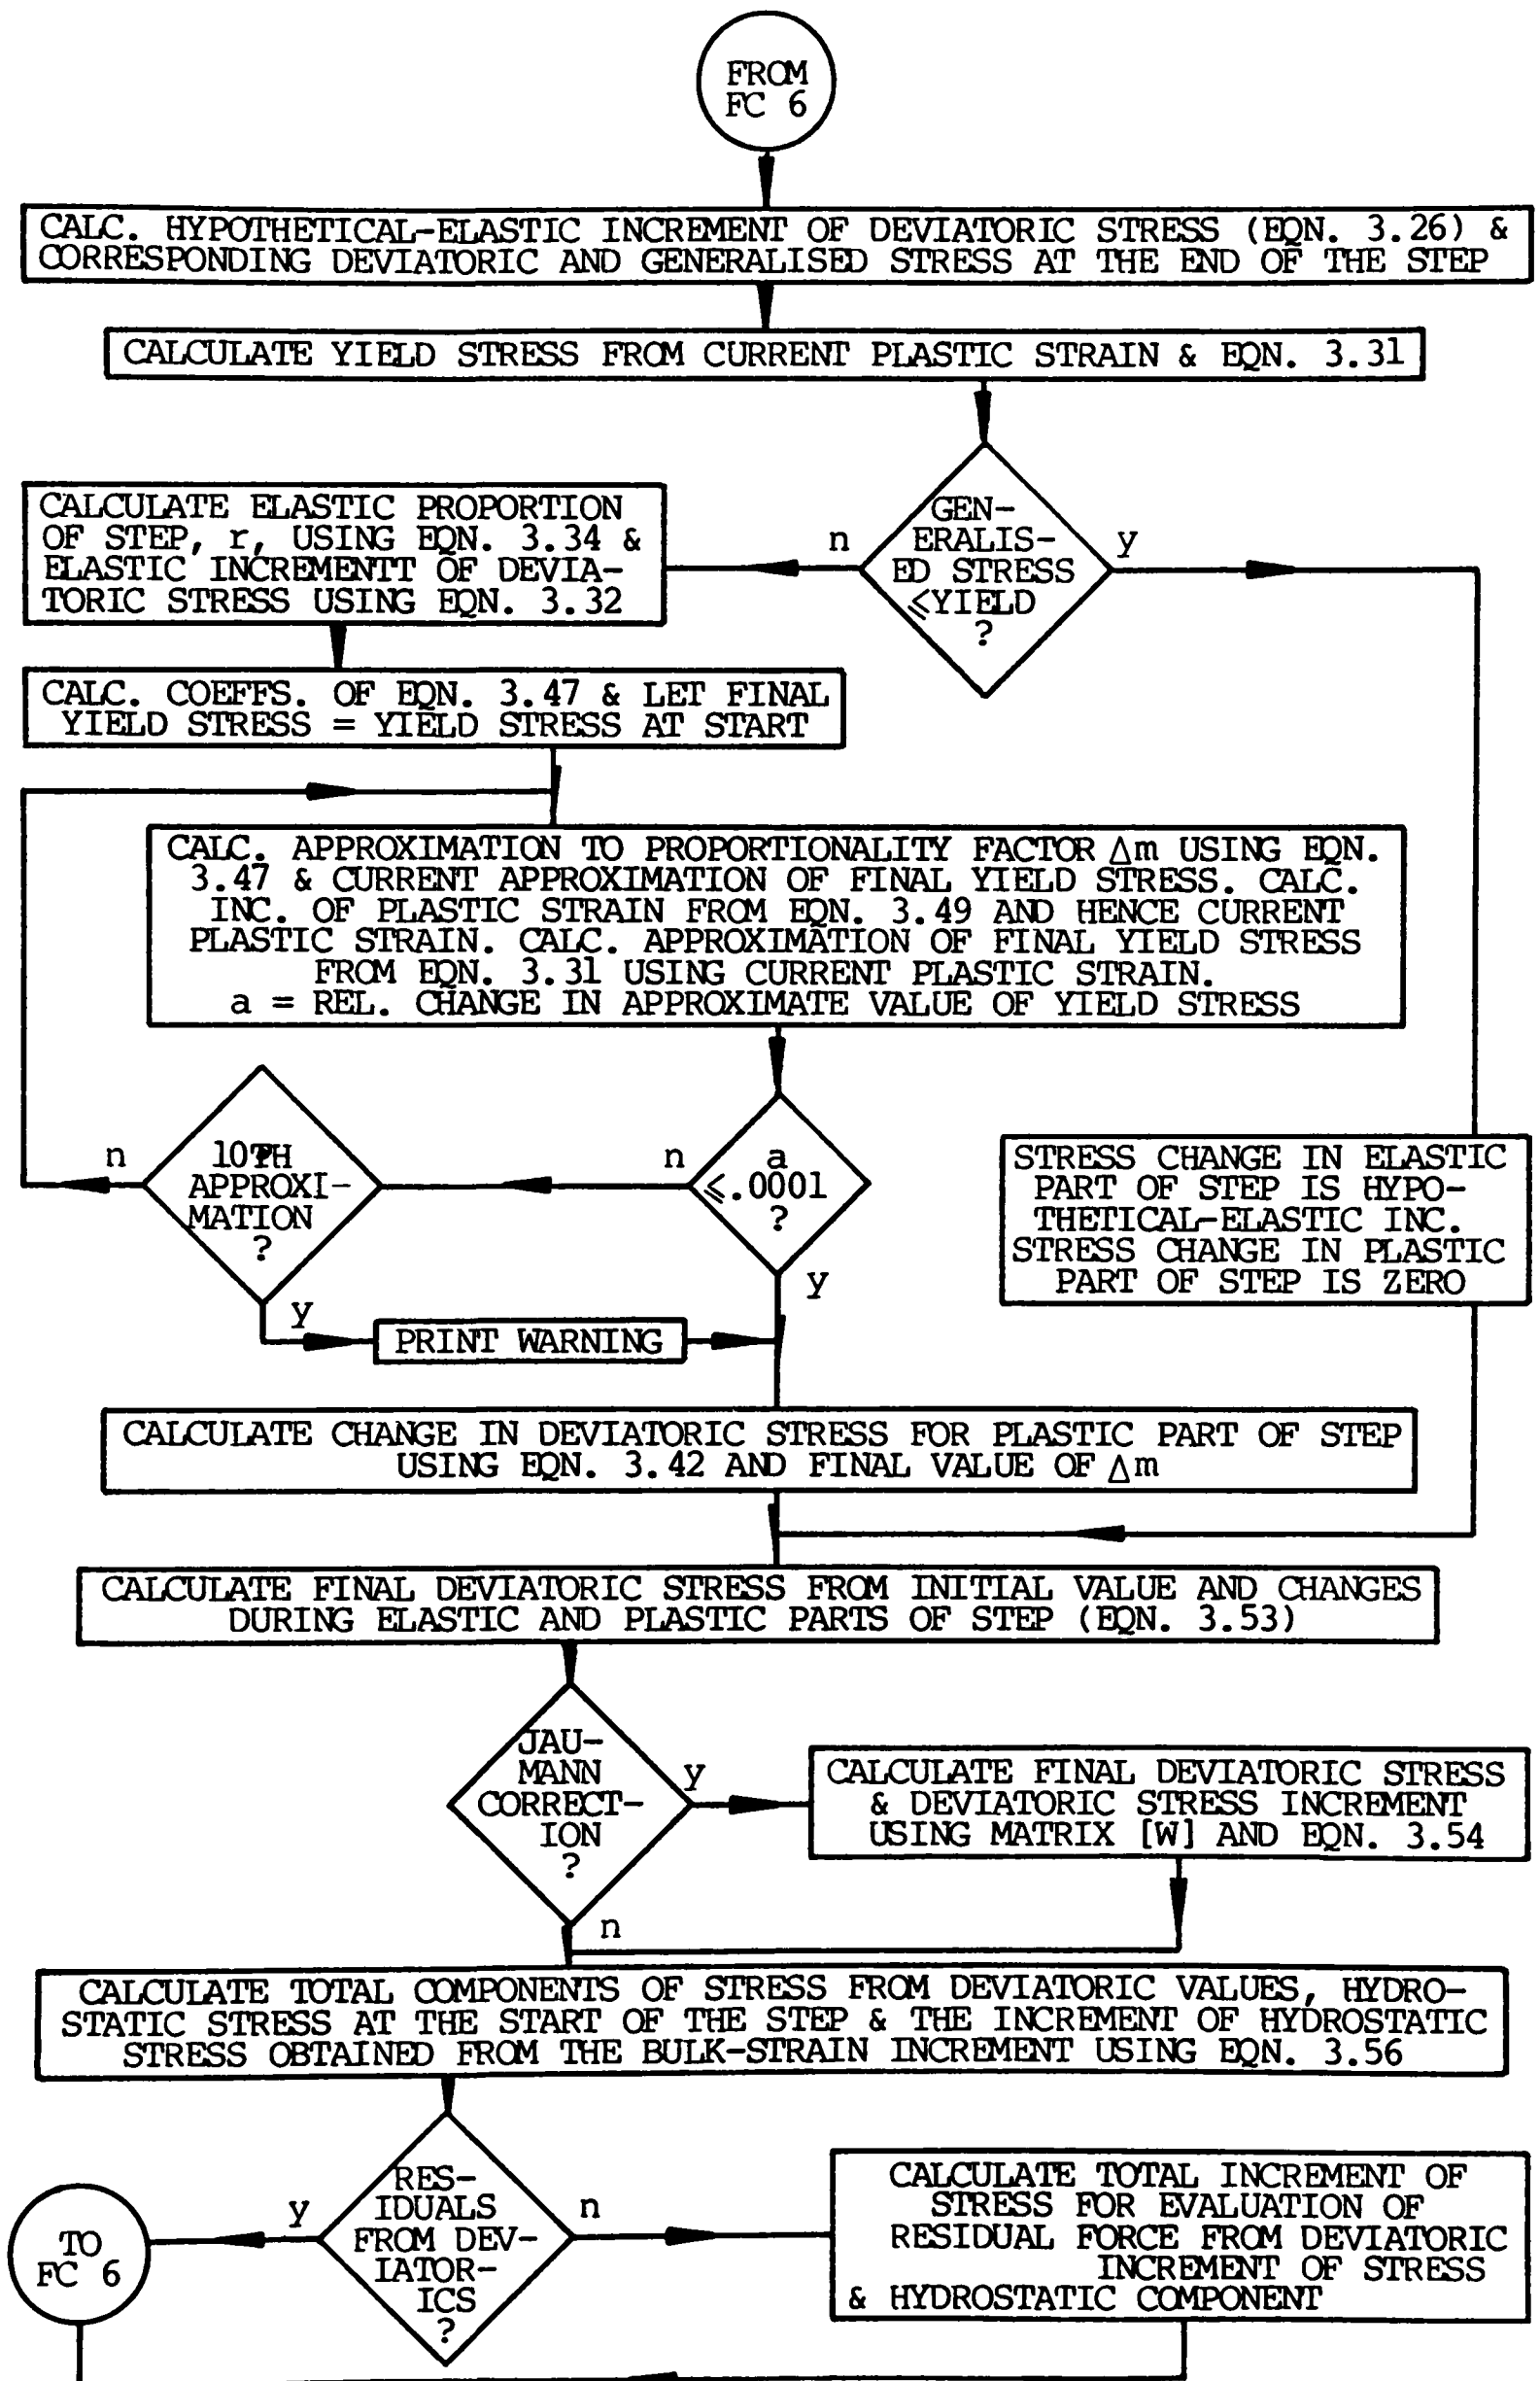 FROM
FC 6
CALC. HYPOTHETICAL-ELASTIC INCREMENT OF DEVIATORIC STRESS (EQN. 3.26) &
CORRESPONDING DEVIATORIC AND GENERALISED STRESS AT THE END OF THE STEP
CALCULATE YIELD STRESS FROM CURRENT PLASTIC STRAIN & EQN. 3.31
GEN-
ERALIS-
ED STRESS
⩽YIELD
?
n
y
CALCULATE ELASTIC PROPORTION
OF STEP, r, USING EQN. 3.34 &
ELASTIC INCREMENTT OF DEVIA-
TORIC STRESS USING EQN. 3.32
CALC. COEFFS. OF EQN. 3.47 & LET FINAL
YIELD STRESS = YIELD STRESS AT START
CALC. APPROXIMATION TO PROPORTIONALITY FACTOR Δm USING EQN.
3.47 & CURRENT APPROXIMATION OF FINAL YIELD STRESS. CALC.
INC. OF PLASTIC STRAIN FROM EQN. 3.49 AND HENCE CURRENT
PLASTIC STRAIN. CALC. APPROXIMATION OF FINAL YIELD STRESS
FROM EQN. 3.31 USING CURRENT PLASTIC STRAIN.
a = REL. CHANGE IN APPROXIMATE VALUE OF YIELD STRESS
a
⩽.0001
?
n
y
10TH
APPROXI-
MATION
?
n
y
PRINT WARNING
STRESS CHANGE IN ELASTIC
PART OF STEP IS HYPO-
THETICAL-ELASTIC INC.
STRESS CHANGE IN PLASTIC
PART OF STEP IS ZERO
CALCULATE CHANGE IN DEVIATORIC STRESS FOR PLASTIC PART OF STEP
USING EQN. 3.42 AND FINAL VALUE OF Δm
CALCULATE FINAL DEVIATORIC STRESS FROM INITIAL VALUE AND CHANGES
DURING ELASTIC AND PLASTIC PARTS OF STEP (EQN. 3.53)
JAU-
MANN
CORRECT-
ION
?
y
n
CALCULATE FINAL DEVIATORIC STRESS
& DEVIATORIC STRESS INCREMENT
USING MATRIX [W] AND EQN. 3.54
CALCULATE TOTAL COMPONENTS OF STRESS FROM DEVIATORIC VALUES, HYDRO-
STATIC STRESS AT THE START OF THE STEP & THE INCREMENT OF HYDROSTATIC
STRESS OBTAINED FROM THE BULK-STRAIN INCREMENT USING EQN. 3.56
RES-
IDUALS
FROM DEV-
IATOR-
ICS
?
y
n
TO
FC 6
CALCULATE TOTAL INCREMENT OF
STRESS FOR EVALUATION OF
RESIDUAL FORCE FROM DEVIATORIC
INCREMENT OF STRESS
& HYDROSTATIC COMPONENT